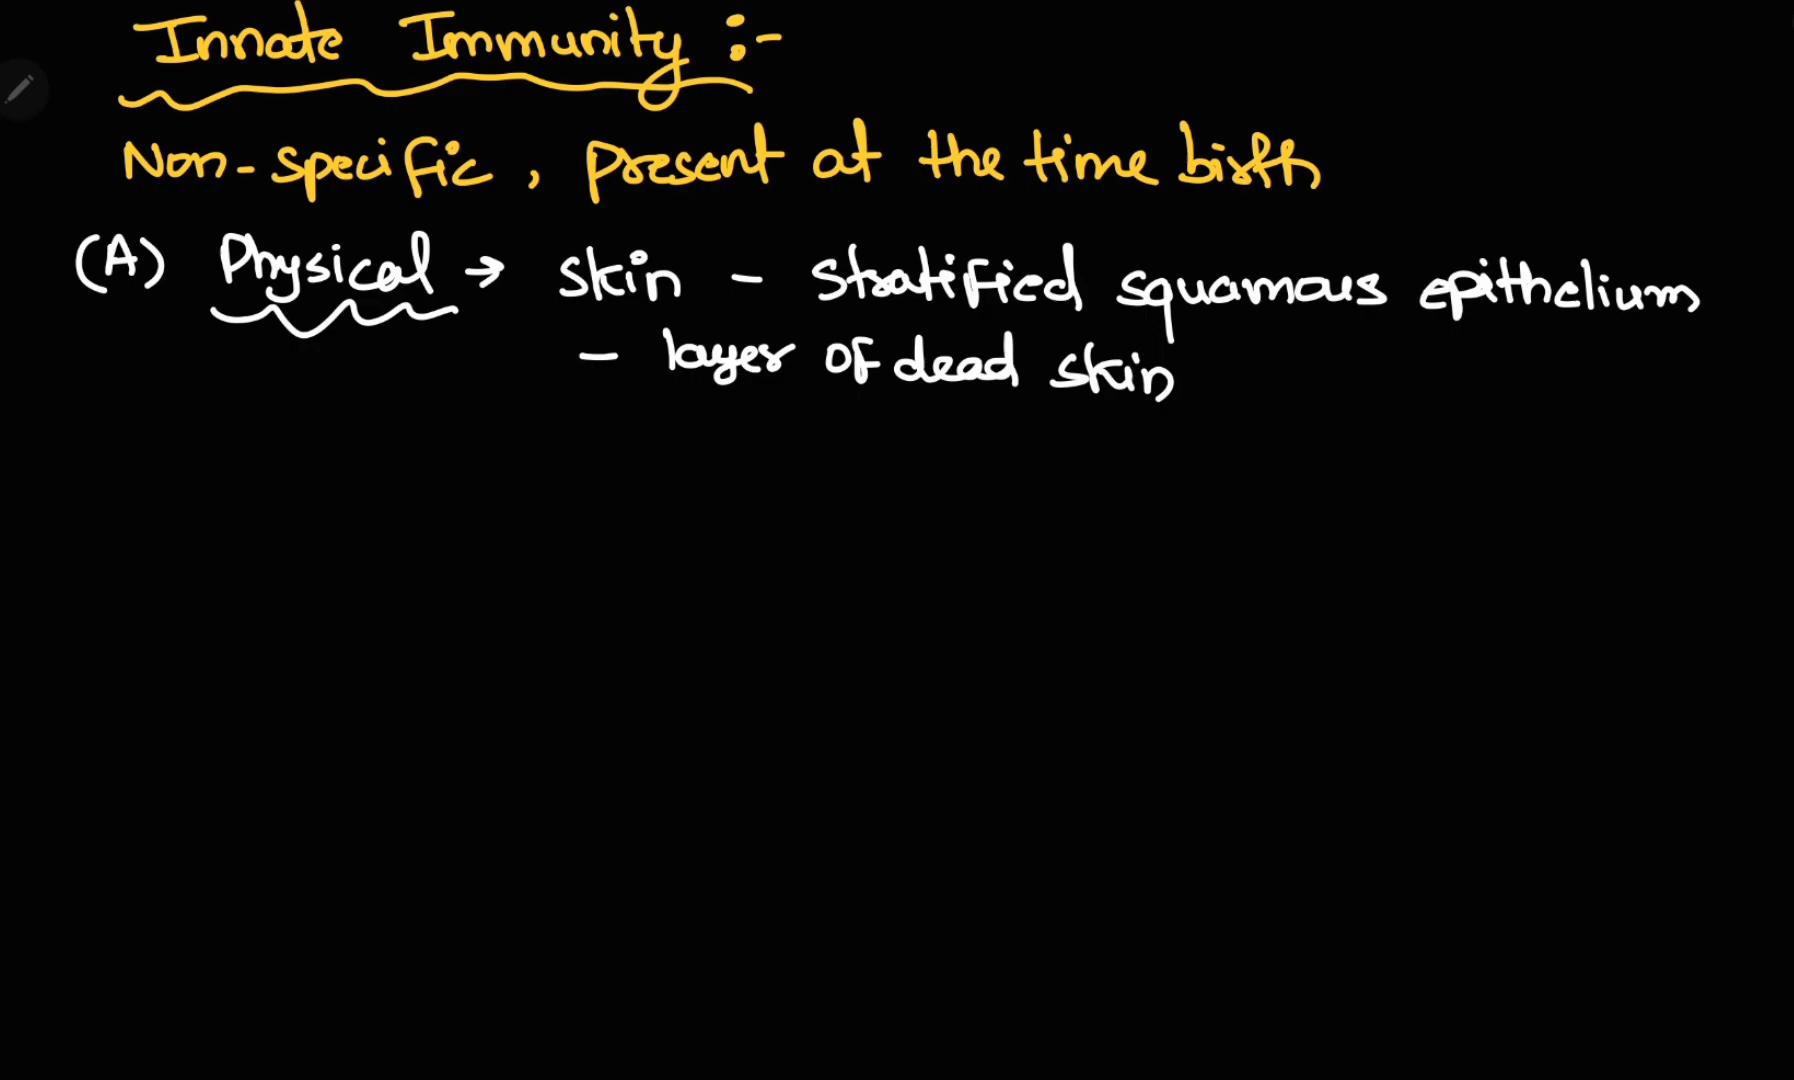 Innate Immunity :-
Non-specific, present at the time birth
(A) Physical → skin - stratified squamous epithelium
- layer of dead skin